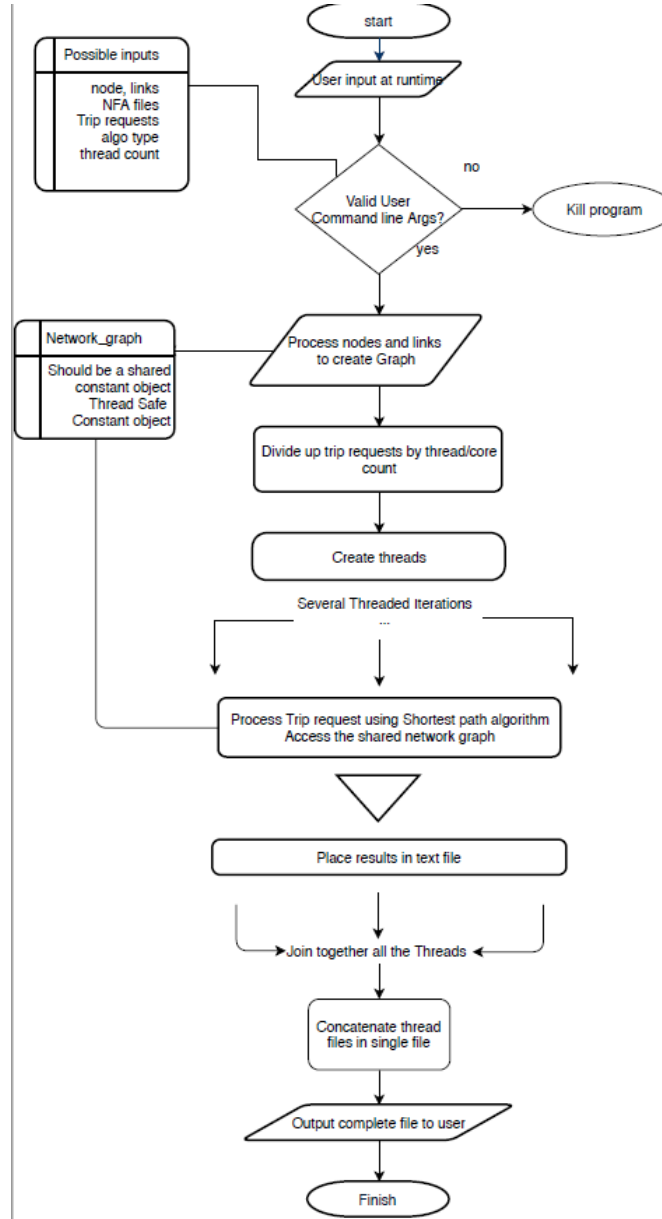 start
User input at runtime
Possible inputs
node, links
NFA files
Trip requests
algo type
thread count
Valid User
Command line Args?
no
Kill program
yes
Process nodes and links
to create Graph
Network_graph
Should be a shared
constant object
Thread Safe
Constant object
Divide up trip requests by thread/core
count
Create threads
Several Threaded Iterations
...
Process Trip request using Shortest path algorithm
Access the shared network graph
Place results in text file
Join together all the Threads
Concatenate thread
files in single file
Output complete file to user
Finish